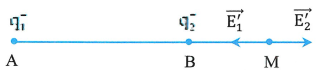 q₁⁻ q₂⁻ E₁′ E₂′
A B M